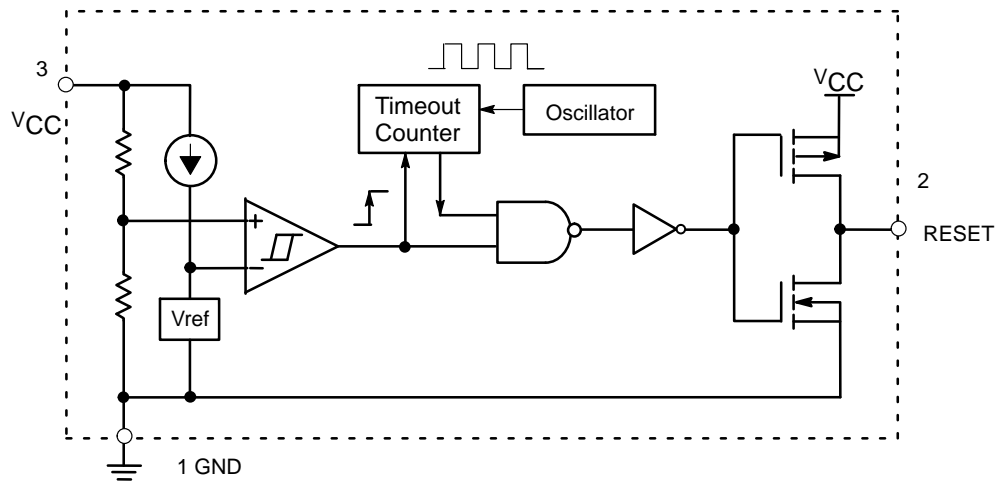 3
VCC
Timeout
Counter
Oscillator
VCC
2
RESET
+
−
Vref
1 GND